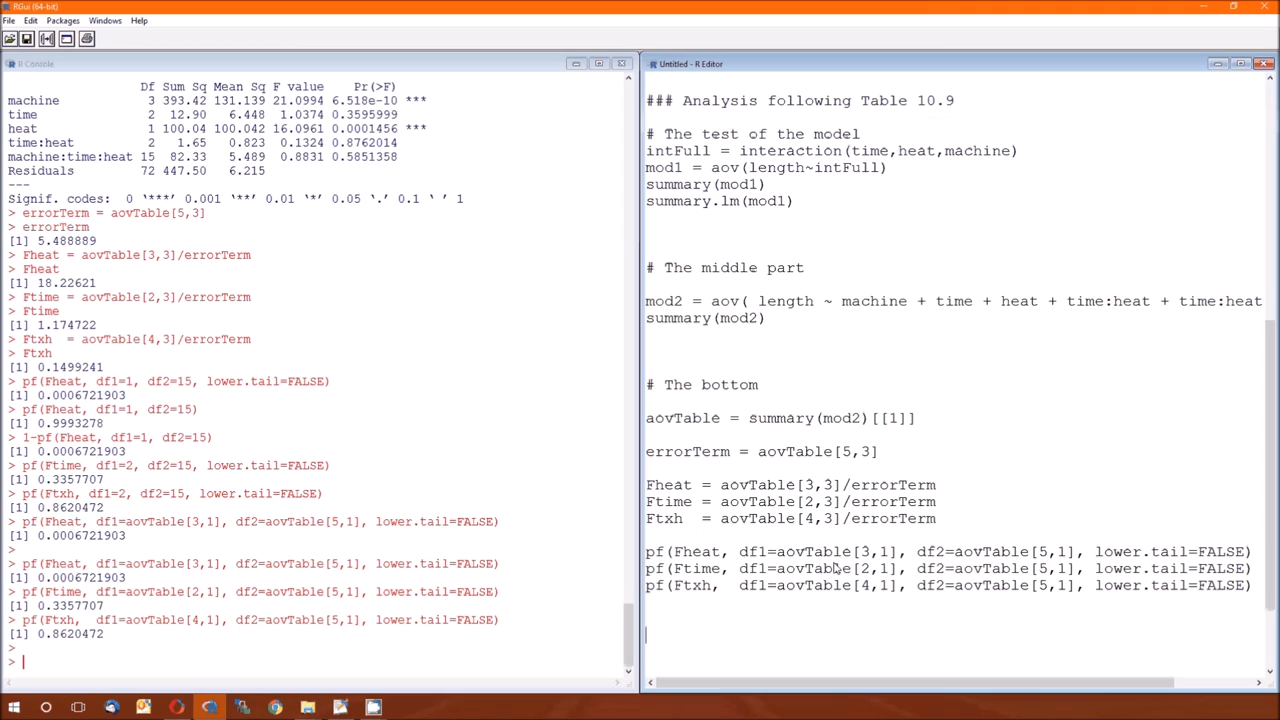 RGui (64-bit)
File Edit Packages Windows Help
R Console
Df Sum Sq Mean Sq F value Pr(>F)
machine 3 393.42 131.139 21.0994 6.518e-10 ***
time 2 12.90 6.448 1.0374 0.3595999
heat 1 100.04 100.042 16.0961 0.0001456 ***
time:heat 2 1.65 0.823 0.1324 0.8762014
machine:time:heat 15 82.33 5.489 0.8831 0.5851358
Residuals 72 447.50 6.215
---
Signif. codes: 0 ‘***’ 0.001 ‘**’ 0.01 ‘*’ 0.05 ‘.’ 0.1 ‘ ’ 1
> errorTerm = aovTable[5,3]
> errorTerm
[1] 5.488889
> Fheat = aovTable[3,3]/errorTerm
> Fheat
[1] 18.22621
> Ftime = aovTable[2,3]/errorTerm
> Ftime
[1] 1.174722
> Ftxh  = aovTable[4,3]/errorTerm
> Ftxh
[1] 0.1499241
> pf(Fheat, df1=1, df2=15, lower.tail=FALSE)
[1] 0.0006721903
> pf(Fheat, df1=1, df2=15)
[1] 0.9993278
> 1-pf(Fheat, df1=1, df2=15)
[1] 0.0006721903
> pf(Ftime, df1=2, df2=15, lower.tail=FALSE)
[1] 0.3357707
> pf(Ftxh, df1=2, df2=15, lower.tail=FALSE)
[1] 0.8620472
> pf(Fheat, df1=aovTable[3,1], df2=aovTable[5,1], lower.tail=FALSE)
[1] 0.0006721903
>
> pf(Fheat, df1=aovTable[3,1], df2=aovTable[5,1], lower.tail=FALSE)
[1] 0.0006721903
> pf(Ftime, df1=aovTable[2,1], df2=aovTable[5,1], lower.tail=FALSE)
[1] 0.3357707
> pf(Ftxh,  df1=aovTable[4,1], df2=aovTable[5,1], lower.tail=FALSE)
[1] 0.8620472
>
>
Untitled - R Editor
### Analysis following Table 10.9
# The test of the model
intFull = interaction(time,heat,machine)
mod1 = aov(length~intFull)
summary(mod1)
summary.lm(mod1)
# The middle part
mod2 = aov( length ~ machine + time + heat + time:heat + time:heat
summary(mod2)
# The bottom
aovTable = summary(mod2)[[1]]
errorTerm = aovTable[5,3]
Fheat = aovTable[3,3]/errorTerm
Ftime = aovTable[2,3]/errorTerm
Ftxh  = aovTable[4,3]/errorTerm
pf(Fheat, df1=aovTable[3,1], df2=aovTable[5,1], lower.tail=FALSE)
pf(Ftime, df1=aovTable[2,1], df2=aovTable[5,1], lower.tail=FALSE)
pf(Ftxh,  df1=aovTable[4,1], df2=aovTable[5,1], lower.tail=FALSE)